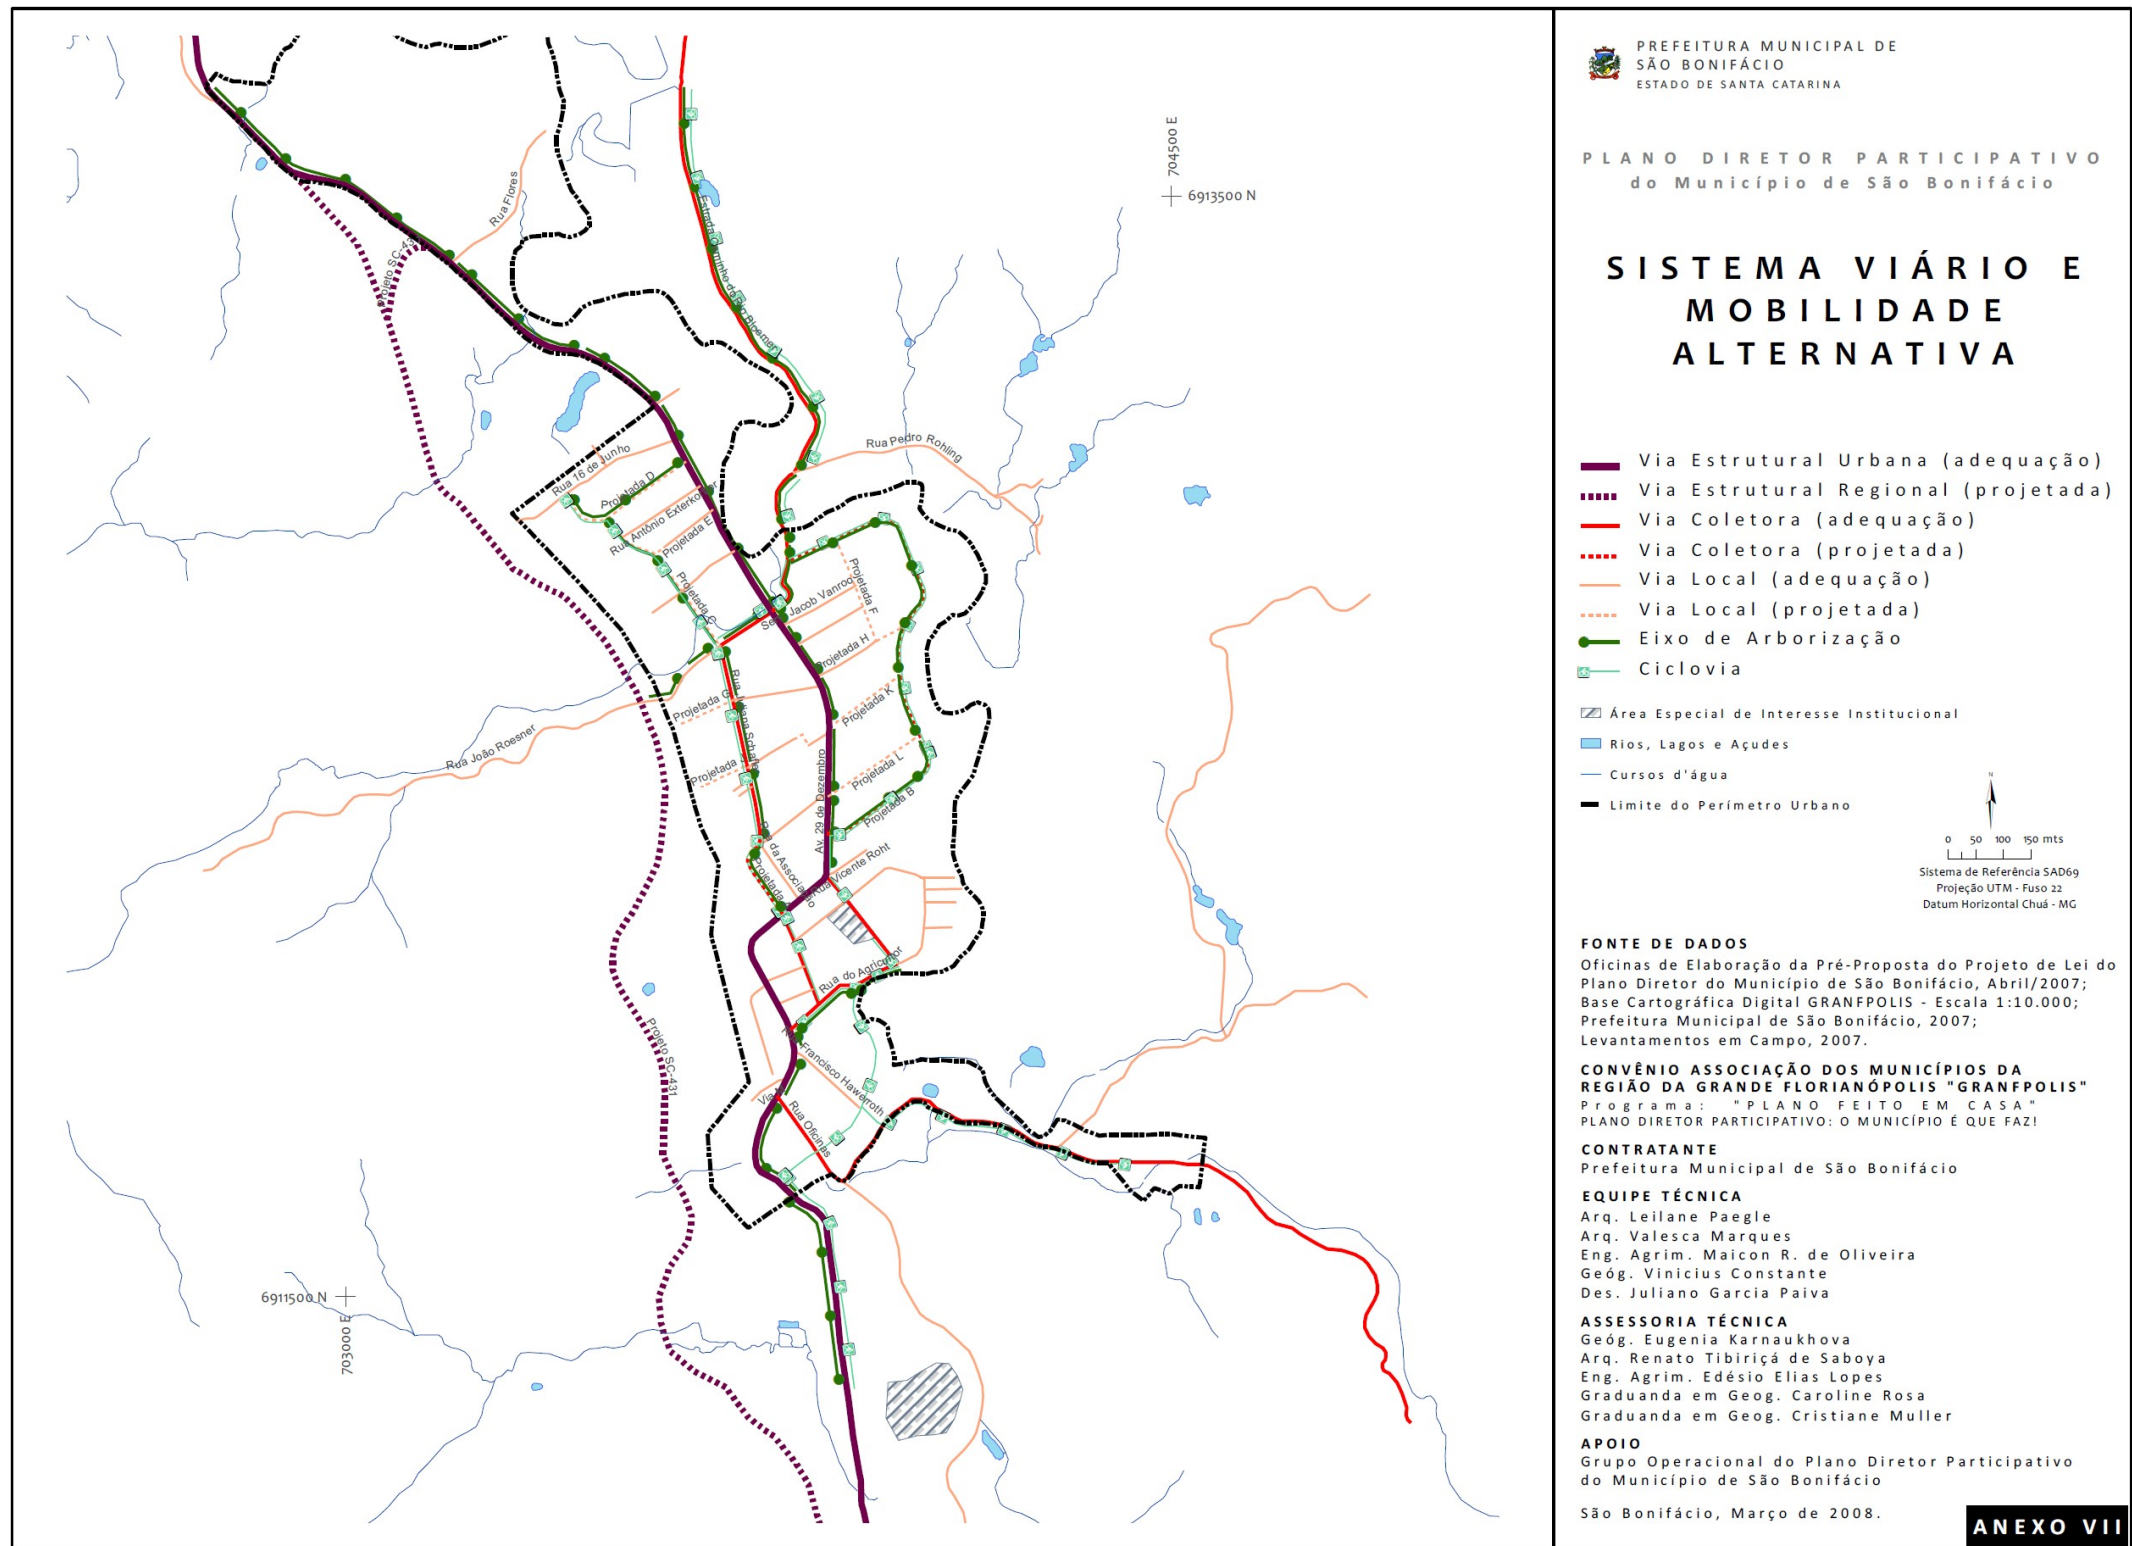 PREFEITURA MUNICIPAL DE
SÃO BONIFÁCIO
ESTADO DE SANTA CATARINA
PLANO DIRETOR PARTICIPATIVO
do Município de São Bonifácio
SISTEMA VIÁRIO E
MOBILIDADE
ALTERNATIVA
Via Estrutural Urbana (adequação)
Via Estrutural Regional (projetada)
Via Coletora (adequação)
Via Coletora (projetada)
Via Local (adequação)
Via Local (projetada)
Eixo de Arborização
Ciclovia
Área Especial de Interesse Institucional
Rios, Lagos e Açudes
Cursos d'água
Limite do Perímetro Urbano
N
0 50 100 150 mts
Sistema de Referência SAD69
Projeção UTM - Fuso 22
Datum Horizontal Chuá - MG
FONTE DE DADOS
Oficinas de Elaboração da Pré-Proposta do Projeto de Lei do
Plano Diretor do Município de São Bonifácio, Abril/2007;
Base Cartográfica Digital GRANFPOLIS - Escala 1:10.000;
Prefeitura Municipal de São Bonifácio, 2007;
Levantamentos em Campo, 2007.
CONVÊNIO ASSOCIAÇÃO DOS MUNICÍPIOS DA
REGIÃO DA GRANDE FLORIANÓPOLIS "GRANFPOLIS"
Programa: "PLANO FEITO EM CASA"
PLANO DIRETOR PARTICIPATIVO: O MUNICÍPIO É QUE FAZ!
CONTRATANTE
Prefeitura Municipal de São Bonifácio
EQUIPE TÉCNICA
Arq. Leilane Paegle
Arq. Valesca Marques
Eng. Agrim. Maicon R. de Oliveira
Geóg. Vinicius Constante
Des. Juliano Garcia Paiva
ASSESSORIA TÉCNICA
Geóg. Eugenia Karnaukhova
Arq. Renato Tibiriçá de Saboya
Eng. Agrim. Edésio Elias Lopes
Graduanda em Geog. Caroline Rosa
Graduanda em Geog. Cristiane Muller
APOIO
Grupo Operacional do Plano Diretor Participativo
do Município de São Bonifácio
São Bonifácio, Março de 2008.
ANEXO VII
704500 E
6913500 N
Rua Flores
Projeto
Rua Pedro Rohling
Rua 16 de Junho
Projetada D
Rua Antônio
Projetada E
Projetada
Jacob Vanroo
Projetada F
Projetada H
Projetada G
Projetada K
Rua João Roesner
Projetada
Projetada L
Av. 29 de Dezembro
Projetada B
da Associação
Projetada
Rua Vicente Roht
Rua do Agricultor
Francisco Hawerroth
Projeto SC-431
Via
Rua Oficinas
6911500 N
703000 E